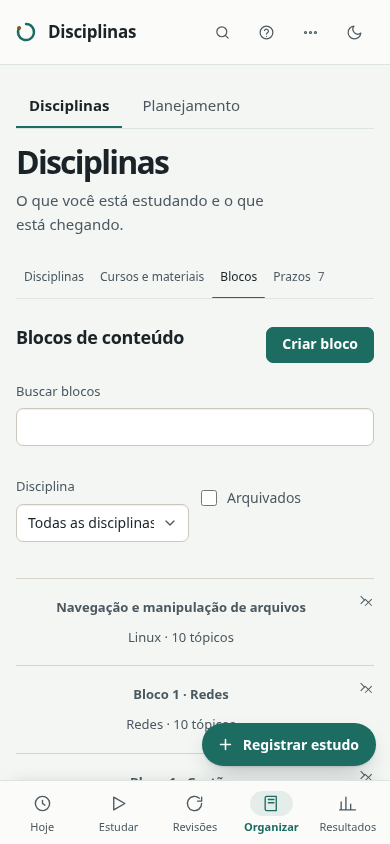 Disciplinas
Disciplinas
Planejamento
Disciplinas
O que você está estudando e o que
está chegando.
Disciplinas
Cursos e materiais
Blocos
Prazos 7
Blocos de conteúdo
Criar bloco
Buscar blocos
Disciplina
Todas as disciplinas
Arquivados
Navegação e manipulação de arquivos
Linux · 10 tópicos
Bloco 1 · Redes
Redes · 10 tópicos
Registrar estudo
Hoje
Estudar
Revisões
Organizar
Resultados